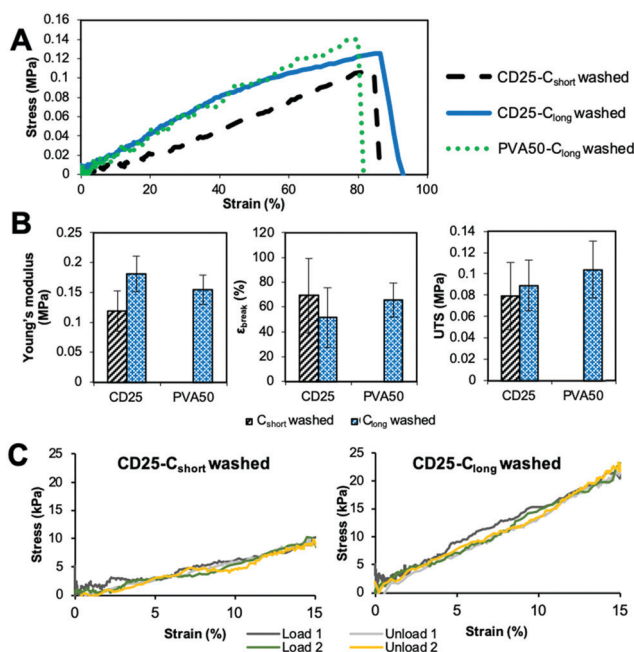 A
0.16
0.14
0.12
0.1
0.08
0.06
0.04
0.02
0
0 20 40 60 80 100
Stress (MPa)
Strain (%)
CD25-Cshort washed
CD25-Clong washed
PVA50-Clong washed
B
0.25
0.2
0.15
0.1
0.05
0
Young's modulus
(MPa)
CD25 PVA50
120
100
80
60
40
20
0
εbreak
(%)
CD25 PVA50
0.14
0.12
0.1
0.08
0.06
0.04
0.02
0
UTS (MPa)
CD25 PVA50
Cshort washed Clong washed
C
CD25-Cshort washed
25
20
15
10
5
0
0 5 10 15
Stress (kPa)
Strain (%)
CD25-Clong washed
25
20
15
10
5
0
0 5 10 15
Stress (kPa)
Strain (%)
Load 1 Unload 1
Load 2 Unload 2